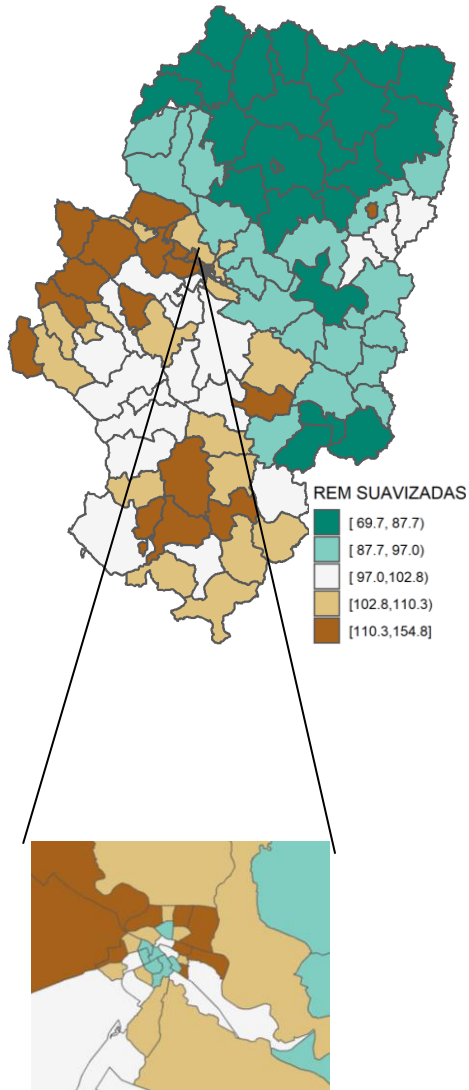 REM SUAVIZADAS
[ 69.7, 87.7)
[ 87.7, 97.0)
[ 97.0,102.8)
[102.8,110.3)
[110.3,154.8]